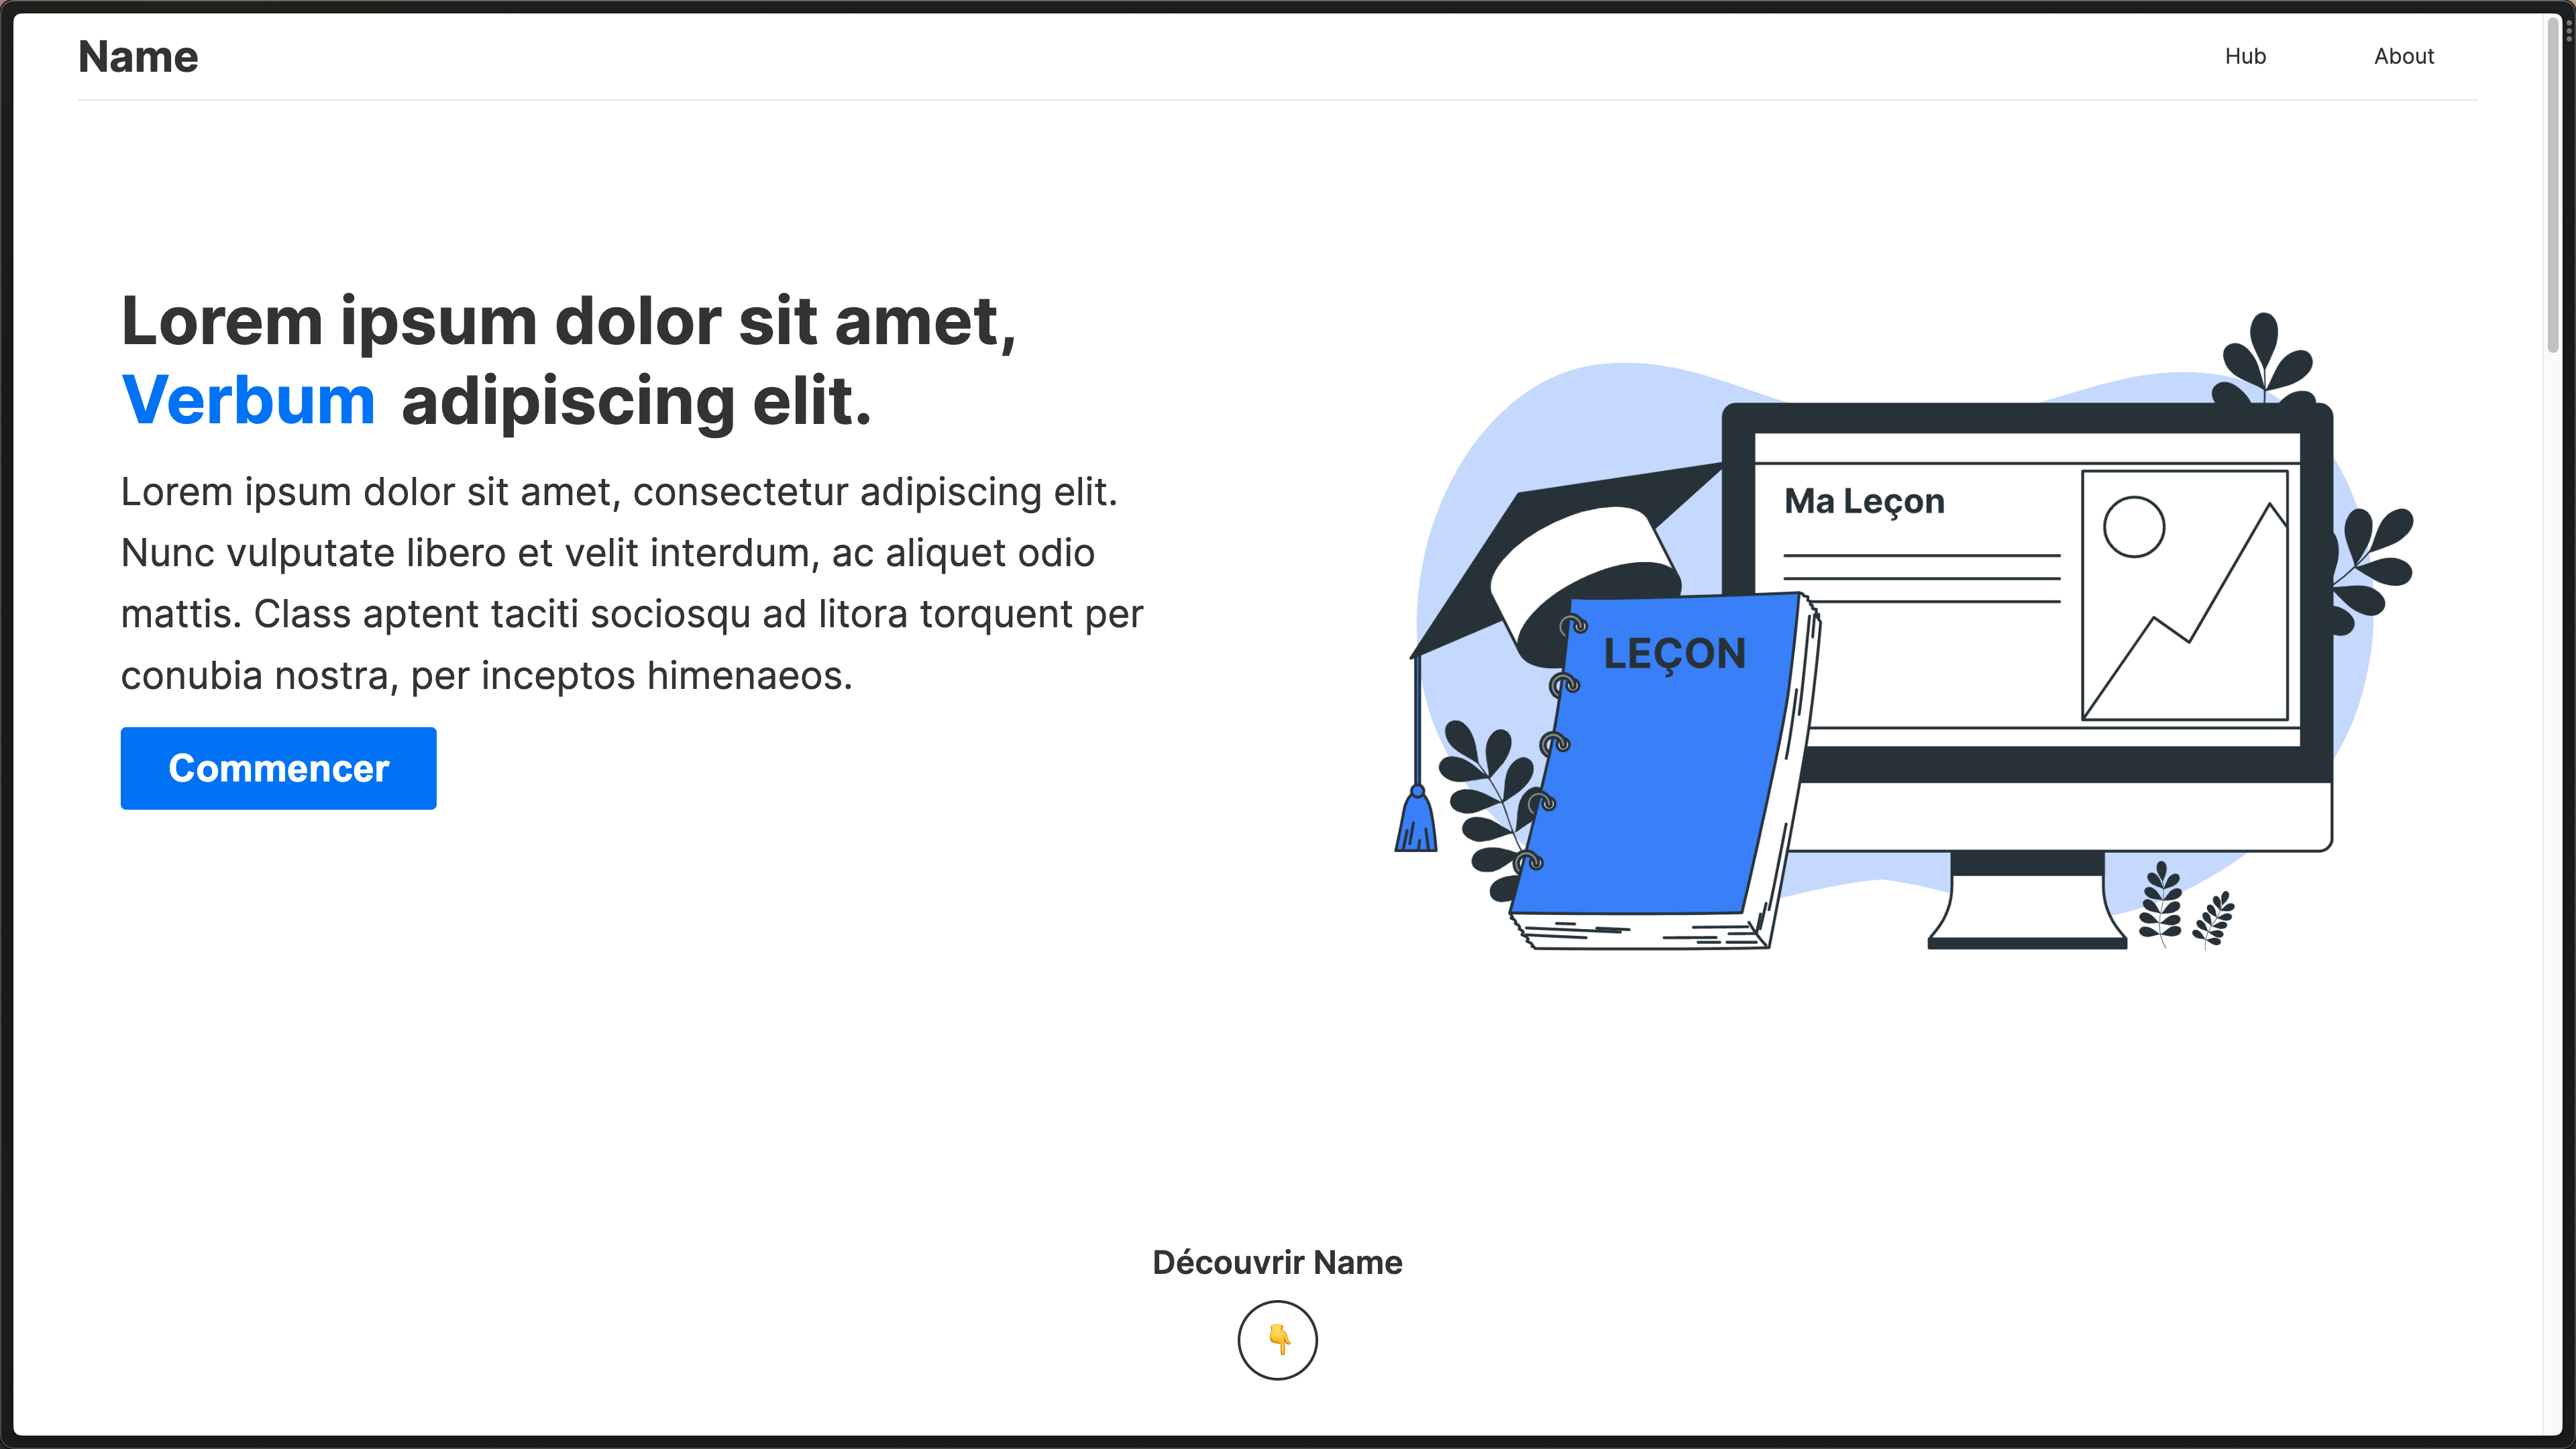 Name
Hub
About
Lorem ipsum dolor sit amet,
Verbum adipiscing elit.
Lorem ipsum dolor sit amet, consectetur adipiscing elit.
Nunc vulputate libero et velit interdum, ac aliquet odio
mattis. Class aptent taciti sociosqu ad litora torquent per
conubia nostra, per inceptos himenaeos.
Commencer
Ma Leçon
LEÇON
Découvrir Name